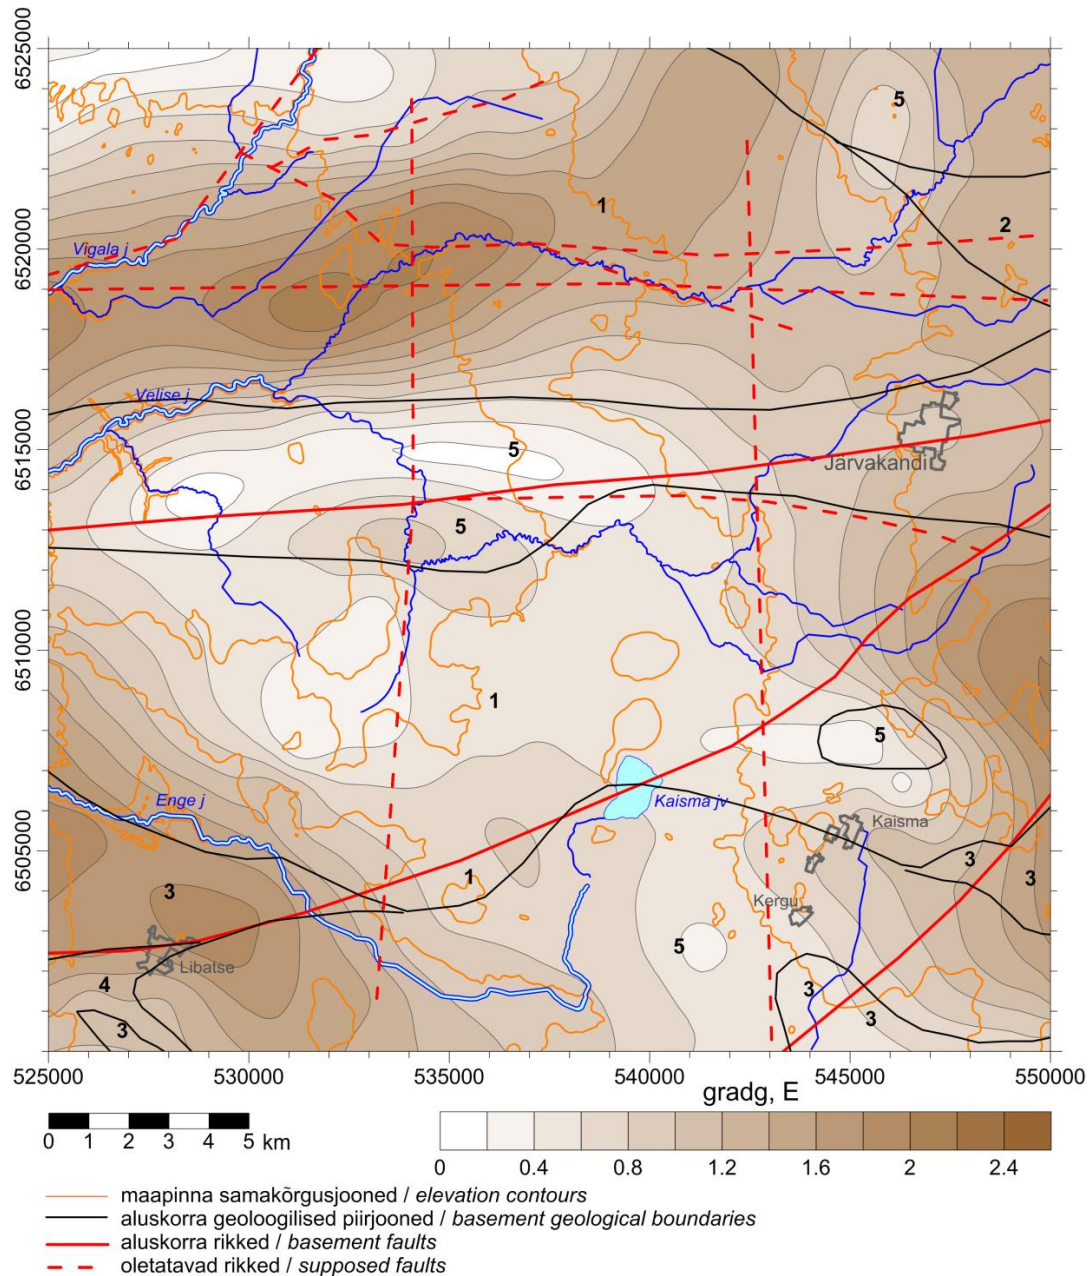 6525000
5
1
2
6520000
Vigala j
Velise j
5
6515000
Järvakandi
5
6510000
1
5
Enge j
Kaisma jv
Kaisma
6505000
1
3
3
3
Kergu
5
Libatse
4
3
3
3
525000 530000 535000 540000 545000 550000
gradg, E
0 1 2 3 4 5 km
0 0.4 0.8 1.2 1.6 2 2.4
maapinna samakõrgusjooned / elevation contours
aluskorra geoloogilised piirjooned / basement geological boundaries
aluskorra rikked / basement faults
oletatavad rikked / supposed faults